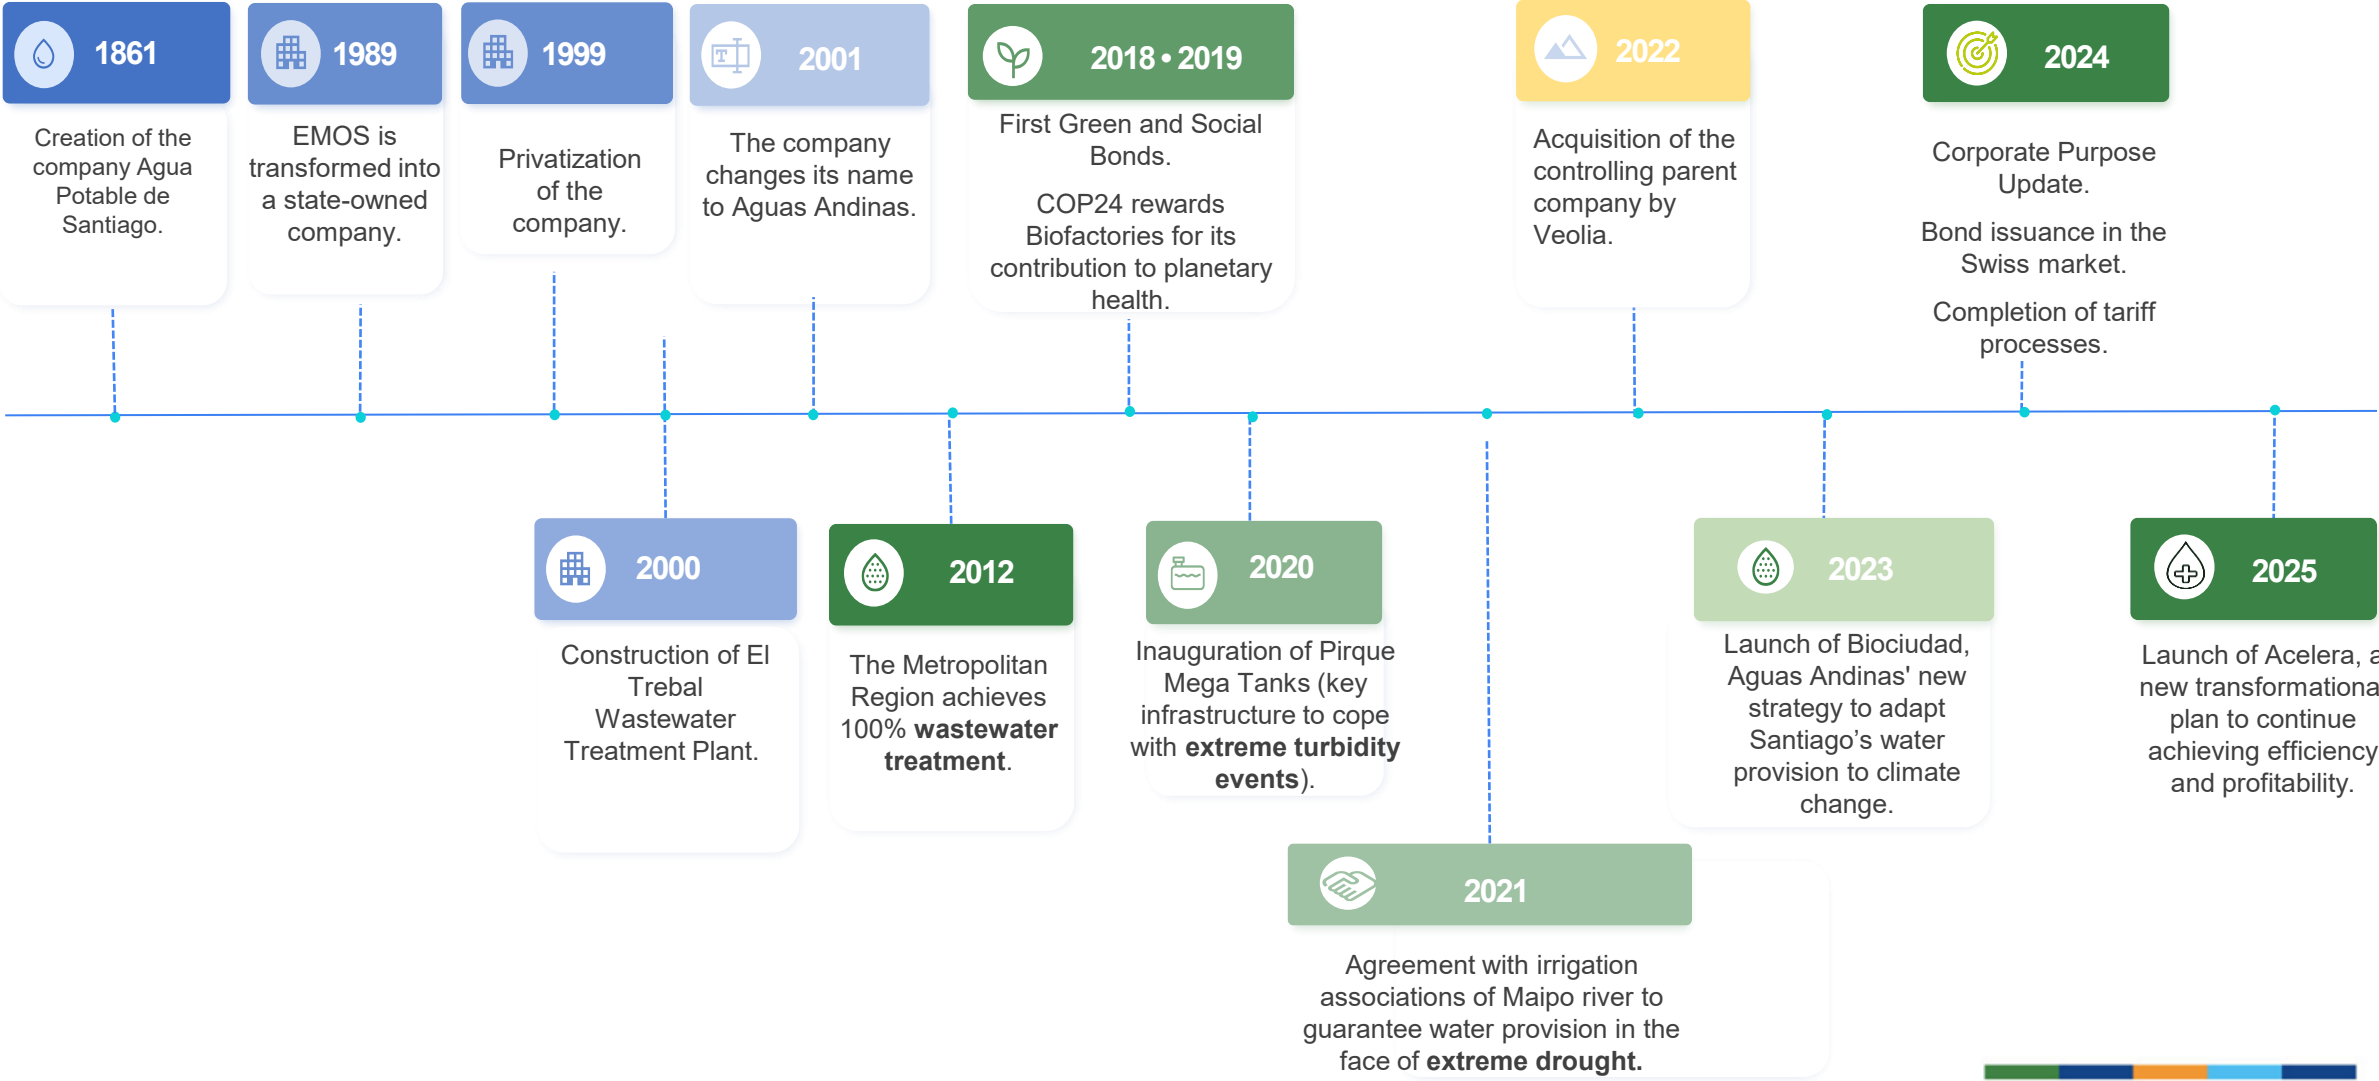 1861
Creation of the
company Agua
Potable de
Santiago.
1989
EMOS is
transformed into
a state-owned
company.
1999
Privatization
of the
company.
2001
The company
changes its name
to Aguas Andinas.
2018 • 2019
First Green and Social
Bonds.
COP24 rewards
Biofactories for its
contribution to planetary
health.
2022
Acquisition of the
controlling parent
company by
Veolia.
2024
Corporate Purpose
Update.
Bond issuance in the
Swiss market.
Completion of tariff
processes.
2000
Construction of El
Trebal
Wastewater
Treatment Plant.
2012
The Metropolitan
Region achieves
100% wastewater
treatment.
2020
Inauguration of Pirque
Mega Tanks (key
infrastructure to cope
with extreme turbidity
events).
2021
Agreement with irrigation
associations of Maipo river to
guarantee water provision in the
face of extreme drought.
2023
Launch of Biociudad,
Aguas Andinas' new
strategy to adapt
Santiago’s water
provision to climate
change.
2025
Launch of Acelera, a
new transformationa
plan to continue
achieving efficiency
and profitability.